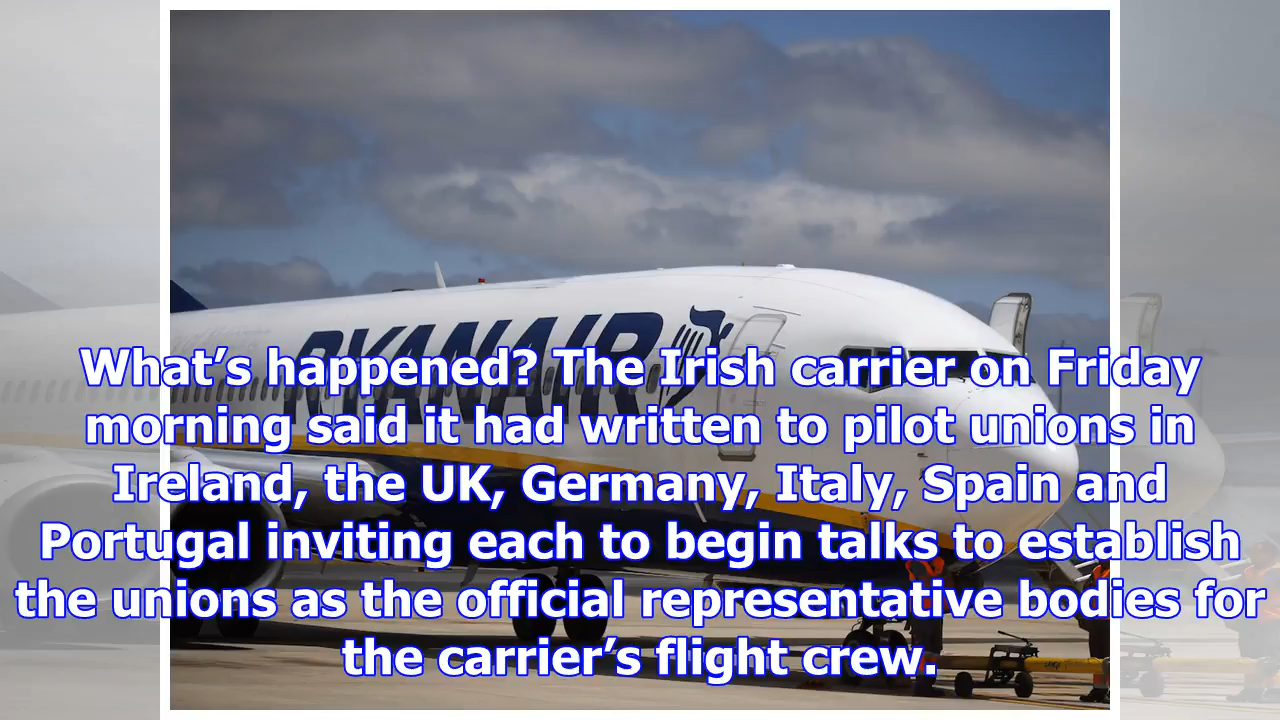 RYANAIR
What’s happened? The Irish carrier on Friday
morning said it had written to pilot unions in
Ireland, the UK, Germany, Italy, Spain and
Portugal inviting each to begin talks to establish
the unions as the official representative bodies for
the carrier’s flight crew.